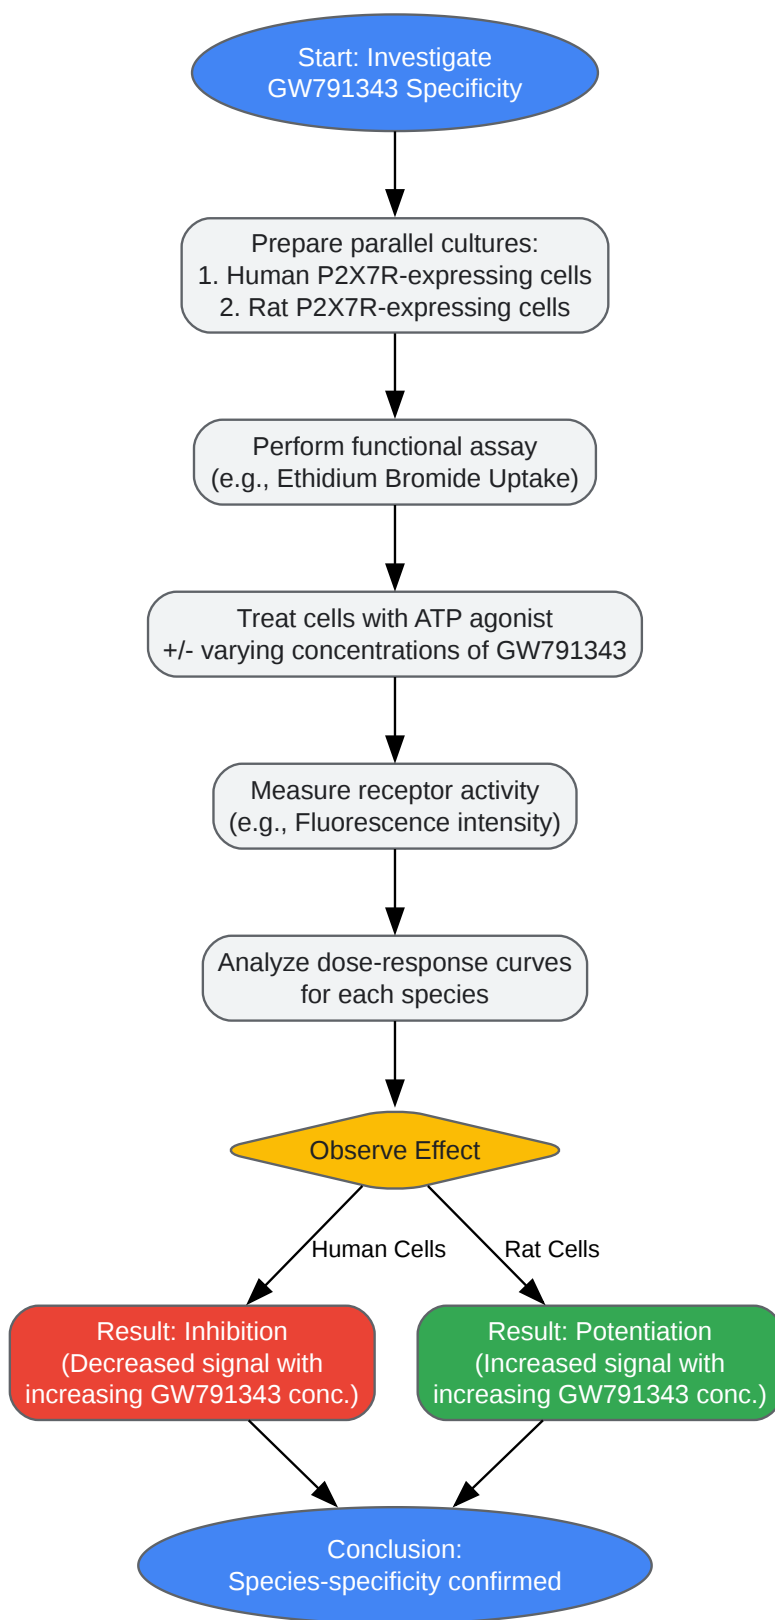 Start: Investigate
GW791343 Specificity
Prepare parallel cultures:
1. Human P2X7R-expressing cells
2. Rat P2X7R-expressing cells
Perform functional assay
(e.g., Ethidium Bromide Uptake)
Treat cells with ATP agonist
+/- varying concentrations of GW791343
Measure receptor activity
(e.g., Fluorescence intensity)
Analyze dose-response curves
for each species
Observe Effect
Human Cells
Rat Cells
Result: Inhibition
(Decreased signal with
increasing GW791343 conc.)
Result: Potentiation
(Increased signal with
increasing GW791343 conc.)
Conclusion:
Species-specificity confirmed